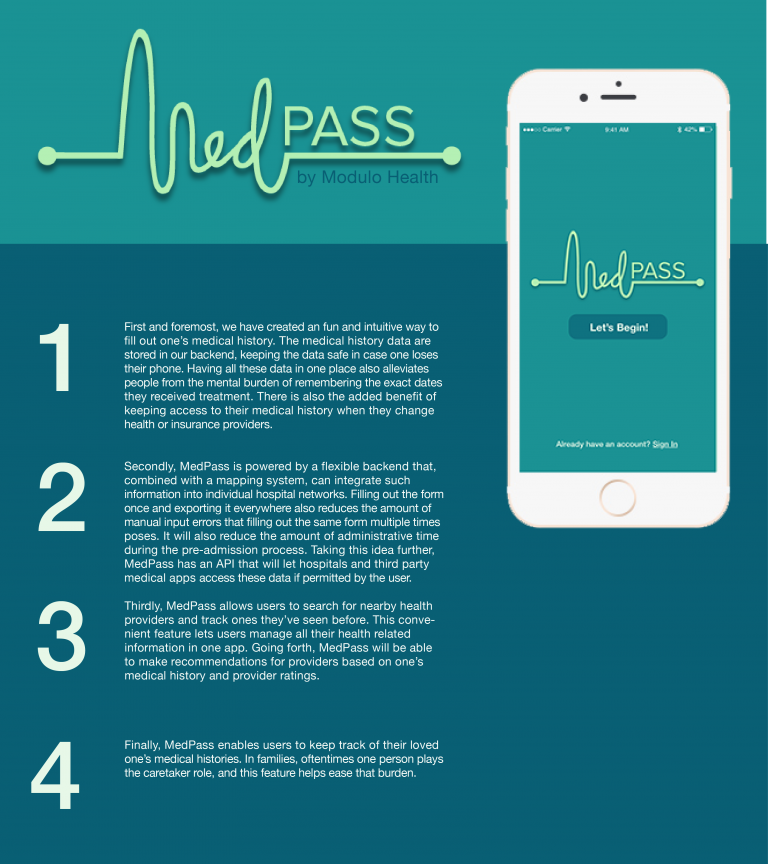 Med PASS
by Modulo Health
Carrier 9:41 AM 42%
Med PASS
Let's Begin!
Already have an account? Sign In
1
First and foremost, we have created an fun and intuitive way to
fill out one's medical history. The medical history data are
stored in our backend, keeping the data safe in case one loses
their phone. Having all these data in one place also alleviates
people from the mental burden of remembering the exact dates
they received treatment. There is also the added benefit of
keeping access to their medical history when they change
health or insurance providers.
2
Secondly, MedPass is powered by a flexible backend that,
combined with a mapping system, can integrate such
information into individual hospital networks. Filling out the form
once and exporting it everywhere also reduces the amount of
manual input errors that filling out the same form multiple times
poses. It will also reduce the amount of administrative time
during the pre-admission process. Taking this idea further,
MedPass has an API that will let hospitals and third party
medical apps access these data if permitted by the user.
3
Thirdly, MedPass allows users to search for nearby health
providers and track ones they've seen before. This conve-
nient feature lets users manage all their health related
information in one app. Going forth, MedPass will be able
to make recommendations for providers based on one's
medical history and provider ratings.
4
Finally, MedPass enables users to keep track of their loved
one's medical histories. In families, oftentimes one person plays
the caretaker role, and this feature helps ease that burden.